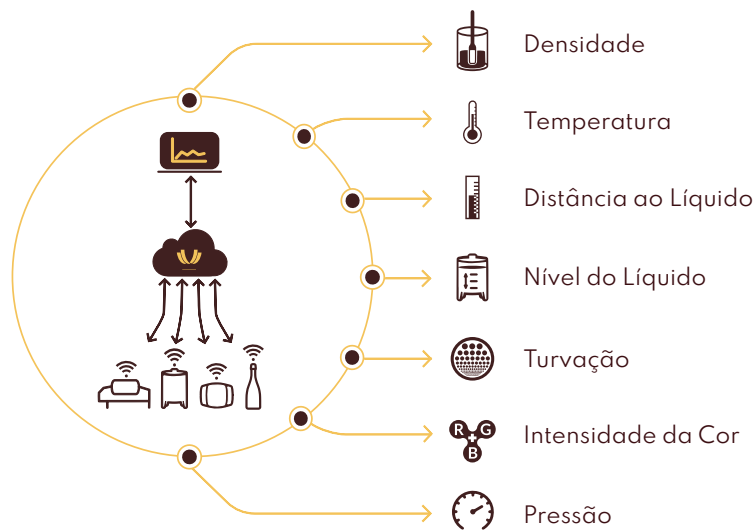 Densidade
Temperatura
Distância ao Líquido
Nível do Líquido
Turvação
R G
B
Intensidade da Cor
Pressão